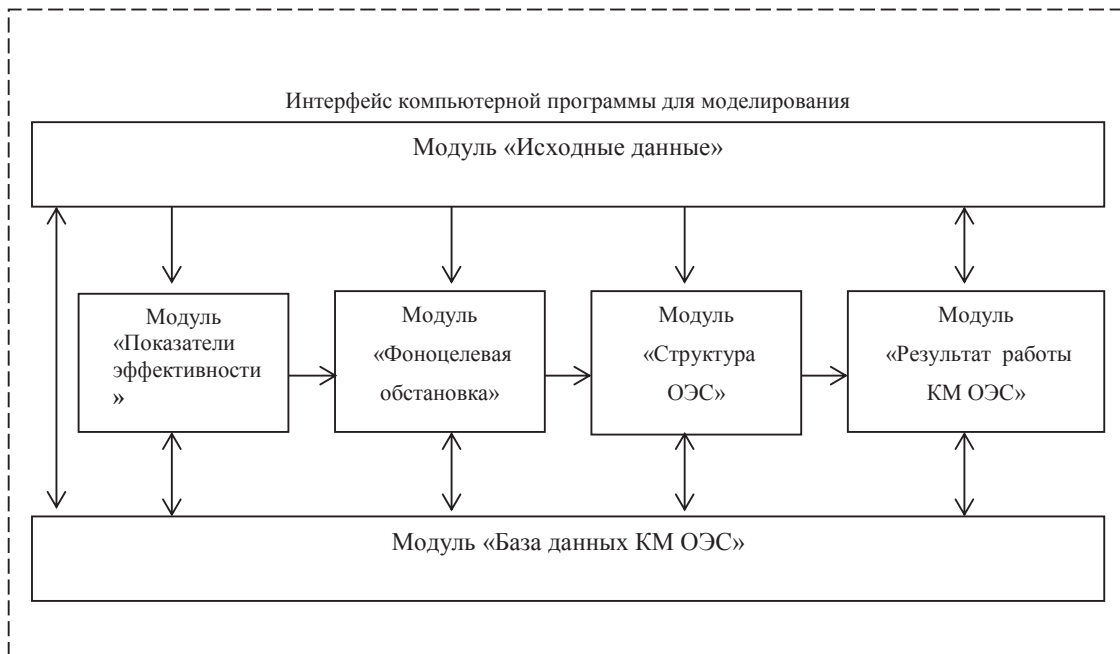 Интерфейс компьютерной программы для моделирования
Модуль «Исходные данные»
Модуль
«Показатели
эффективности
»
Модуль
«Фоноцелевая
обстановка»
Модуль
«Структура
ОЭС»
Модуль
«Результат работы
КМ ОЭС»
Модуль «База данных КМ ОЭС»